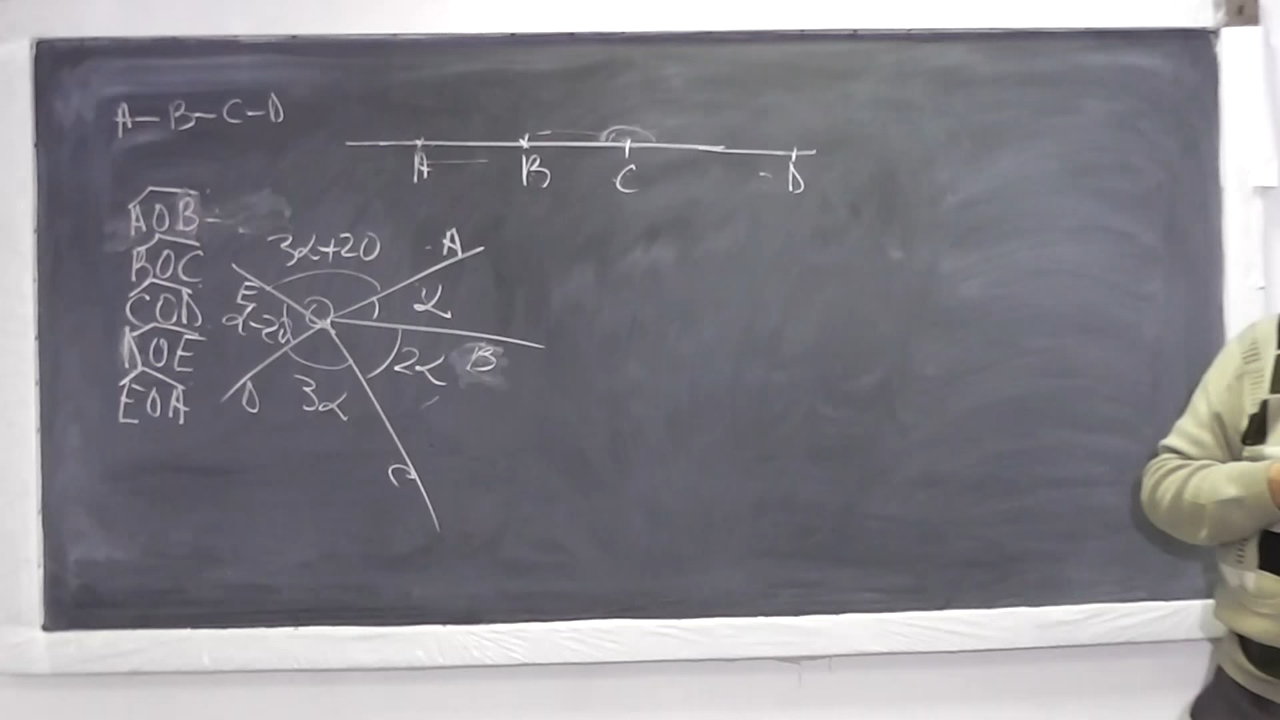 A-B-C-D
A B C D
AOB-
BOC
COD
DOE
EOA
3α+20 A
E O α
α-20
2α B
D 3α
C